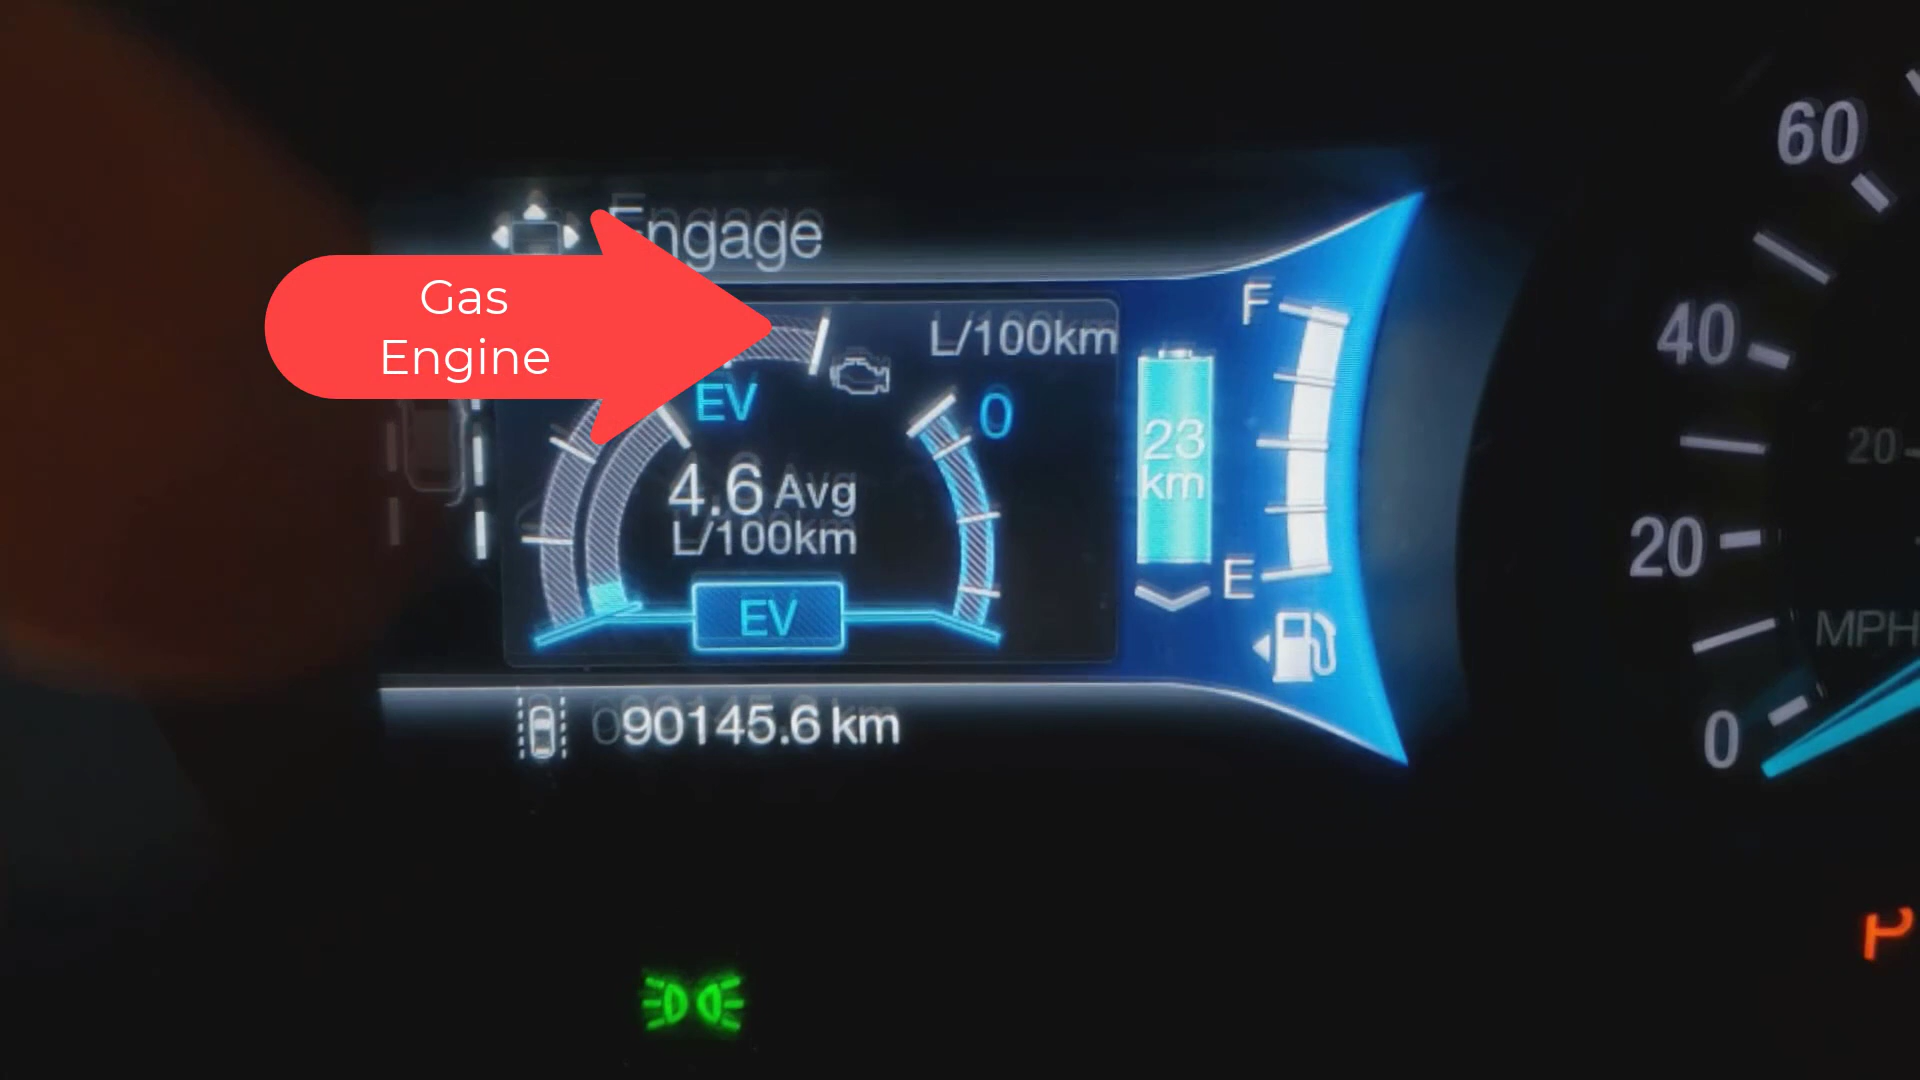 Engage
Gas
Engine
L/100km
EV
0
4.6 Avg
L/100km
EV
23
km
F
E
090145.6 km
60
40
20
20
MPH
0